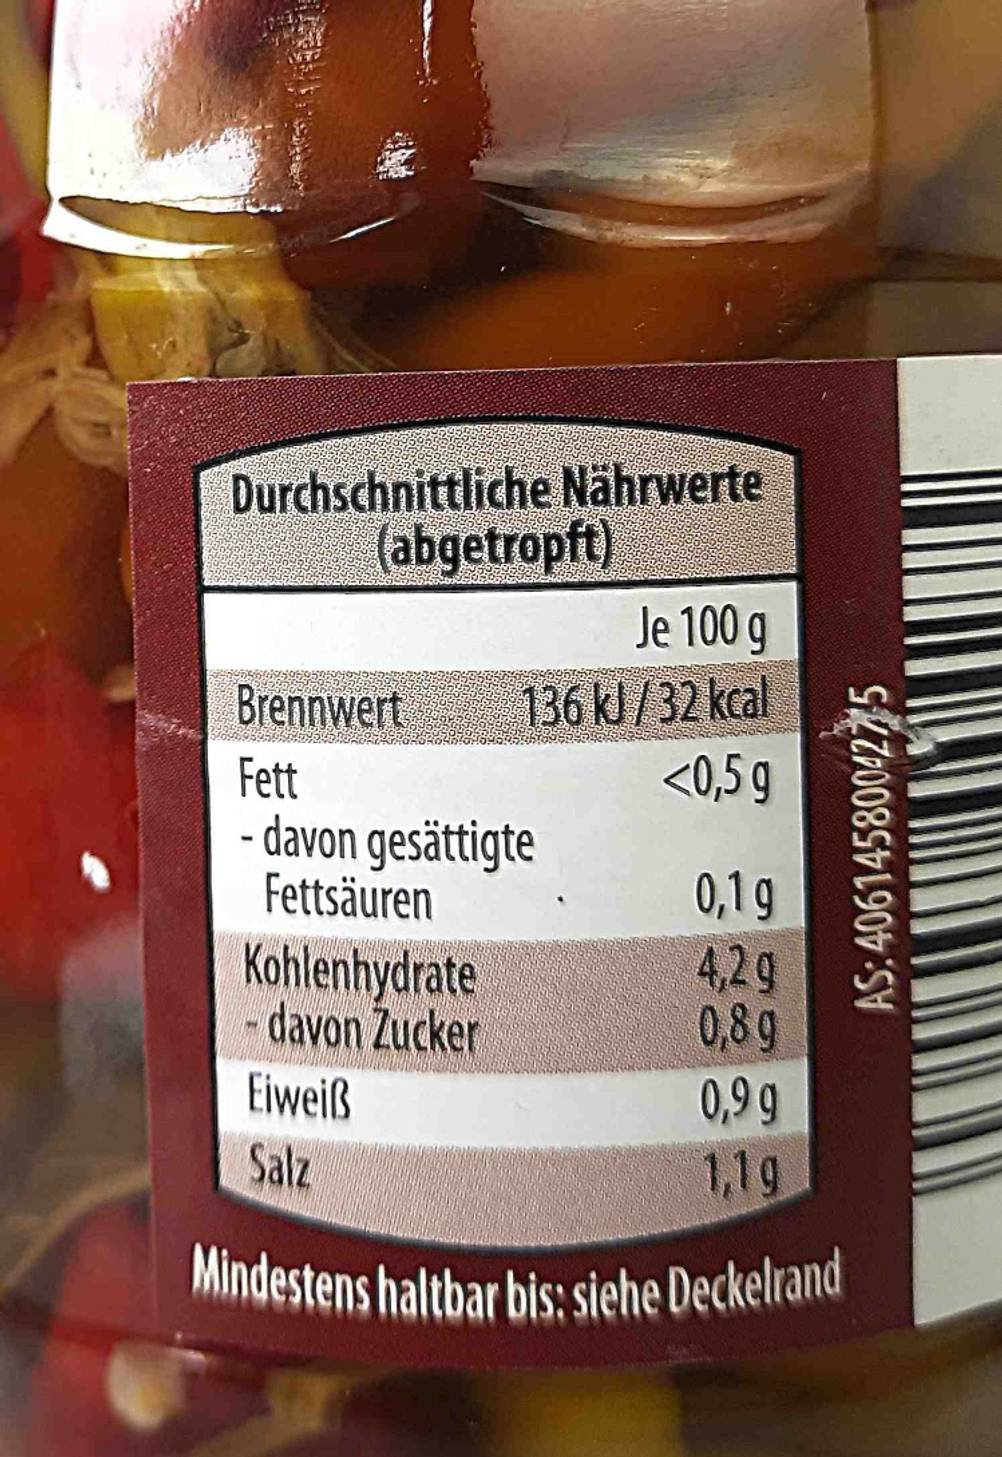 Durchschnittliche Nährwerte
(abgetropft)
Je 100 g
Brennwert 136 kJ / 32 kcal
Fett <0,5 g
- davon gesättigte
Fettsäuren 0,1 g
Kohlenhydrate 4,2 g
- davon Zucker 0,8 g
Eiweiß 0,9 g
Salz 1,1 g
Mindestens haltbar bis: siehe Deckelrand
AS: